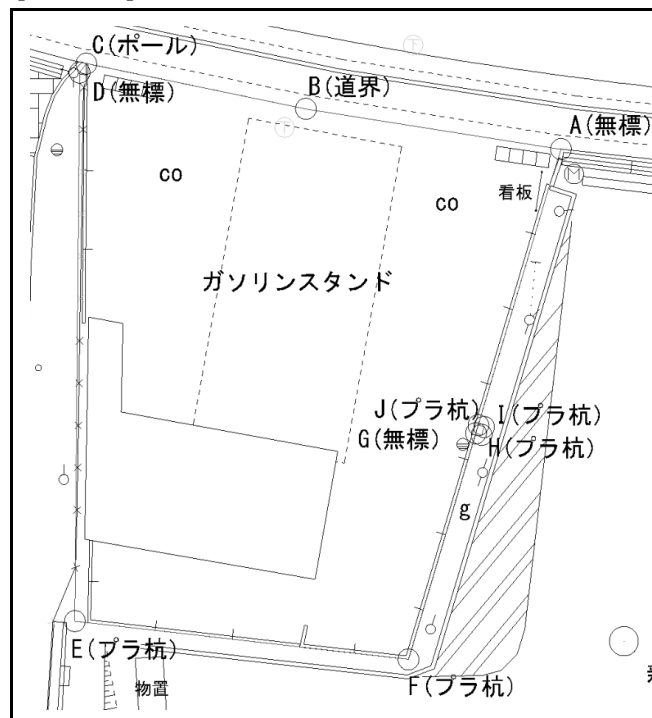 C(ポール)
下
B(道界)
D(無標)
A(無標)
下
M
co
co
看板
ガソリンスタンド
J(プラ杭)
I(プラ杭)
G(無標)
H(プラ杭)
g
E(プラ杭)
F(プラ杭)
物置